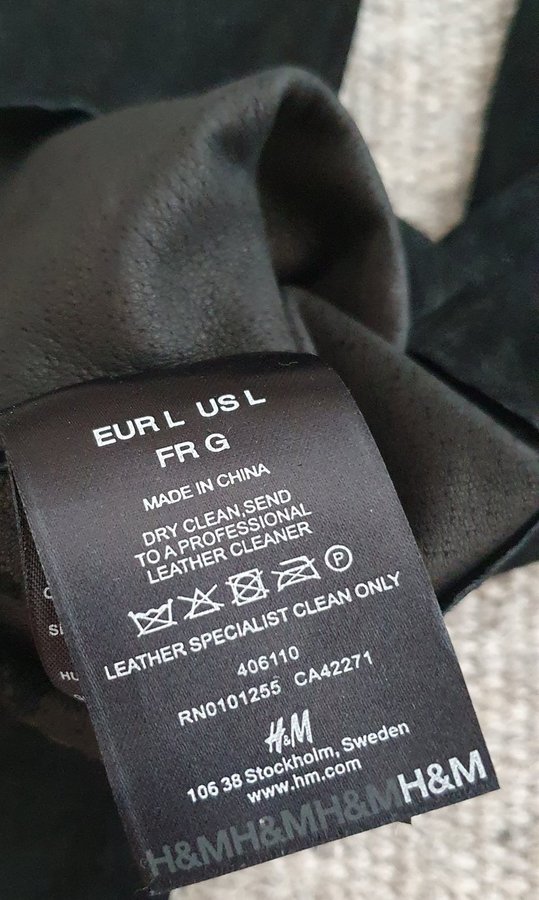 EUR L US L
FR G
MADE IN CHINA
DRY CLEAN,SEND
TO A PROFESSIONAL
LEATHER CLEANER
P
LEATHER SPECIALIST CLEAN ONLY
406110
RN0101255 CA42271
H&M
106 38 Stockholm, Sweden
www.hm.com
H&MH&MH&MH&M